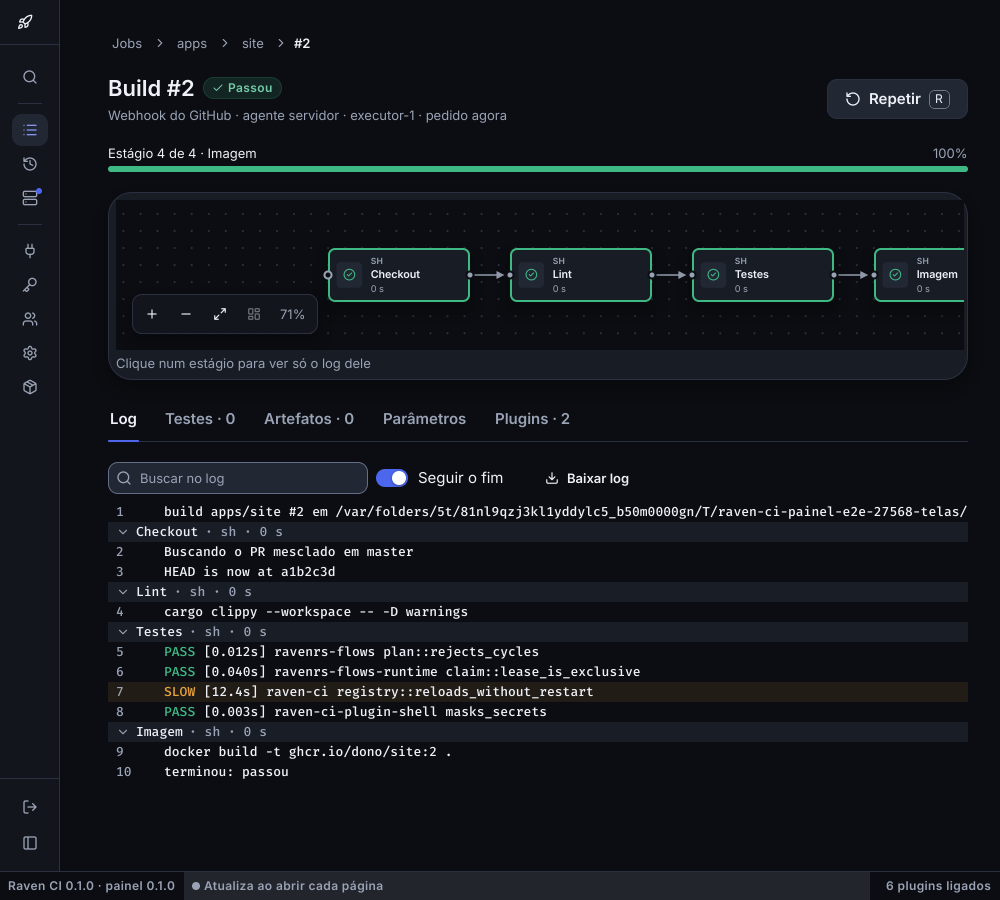 Jobs > apps > site > #2
Build #2 Passou
Webhook do GitHub · agente servidor · executor-1 · pedido agora
Repetir R
Estágio 4 de 4 · Imagem 100%
SH
Checkout
0 s
SH
Lint
0 s
SH
Testes
0 s
SH
Imagem
0 s
71%
Clique num estágio para ver só o log dele
Log Testes · 0 Artefatos · 0 Parâmetros Plugins · 2
Buscar no log Seguir o fim Baixar log
1 build apps/site #2 em /var/folders/5t/81nl9qzj3kl1yddylc5_b50m0000gn/T/raven-ci-painel-e2e-27568-telas/
Checkout · sh · 0 s
2 Buscando o PR mesclado em master
3 HEAD is now at a1b2c3d
Lint · sh · 0 s
4 cargo clippy --workspace -- -D warnings
Testes · sh · 0 s
5 PASS [0.012s] ravenrs-flows plan::rejects_cycles
6 PASS [0.040s] ravenrs-flows-runtime claim::lease_is_exclusive
7 SLOW [12.4s] raven-ci registry::reloads_without_restart
8 PASS [0.003s] raven-ci-plugin-shell masks_secrets
Imagem · sh · 0 s
9 docker build -t ghcr.io/dono/site:2 .
10 terminou: passou
Raven CI 0.1.0 · painel 0.1.0 Atualiza ao abrir cada página 6 plugins ligados